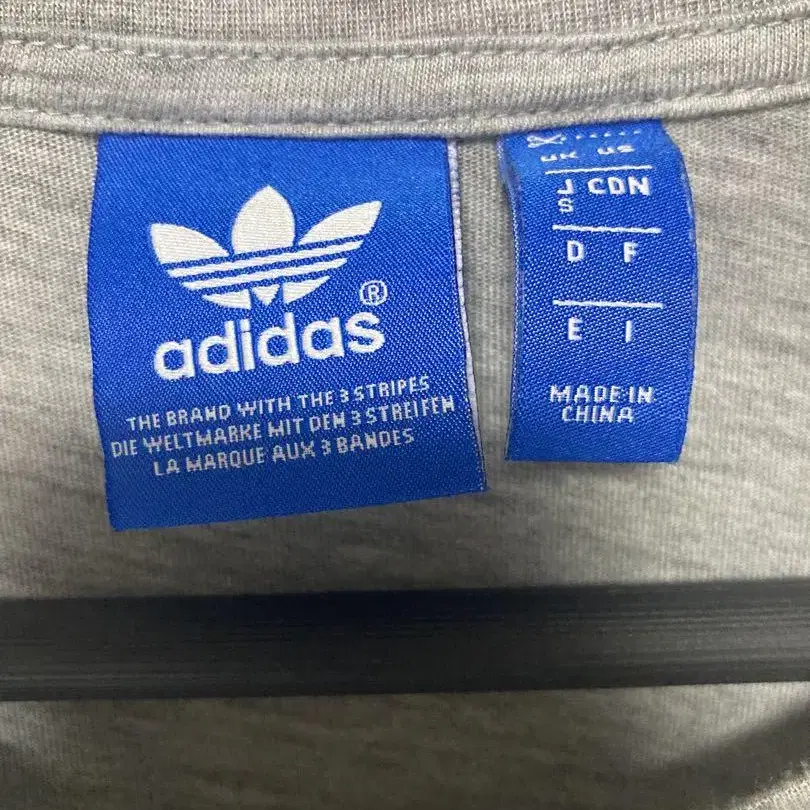 ®
adidas
THE BRAND WITH THE 3 STRIPES
DIE WELTMARKE MIT DEN 3 STREIFEN
LA MARQUE AUX 3 BANDES
UK US
J CDN
S
D F
E I
MADE IN
CHINA